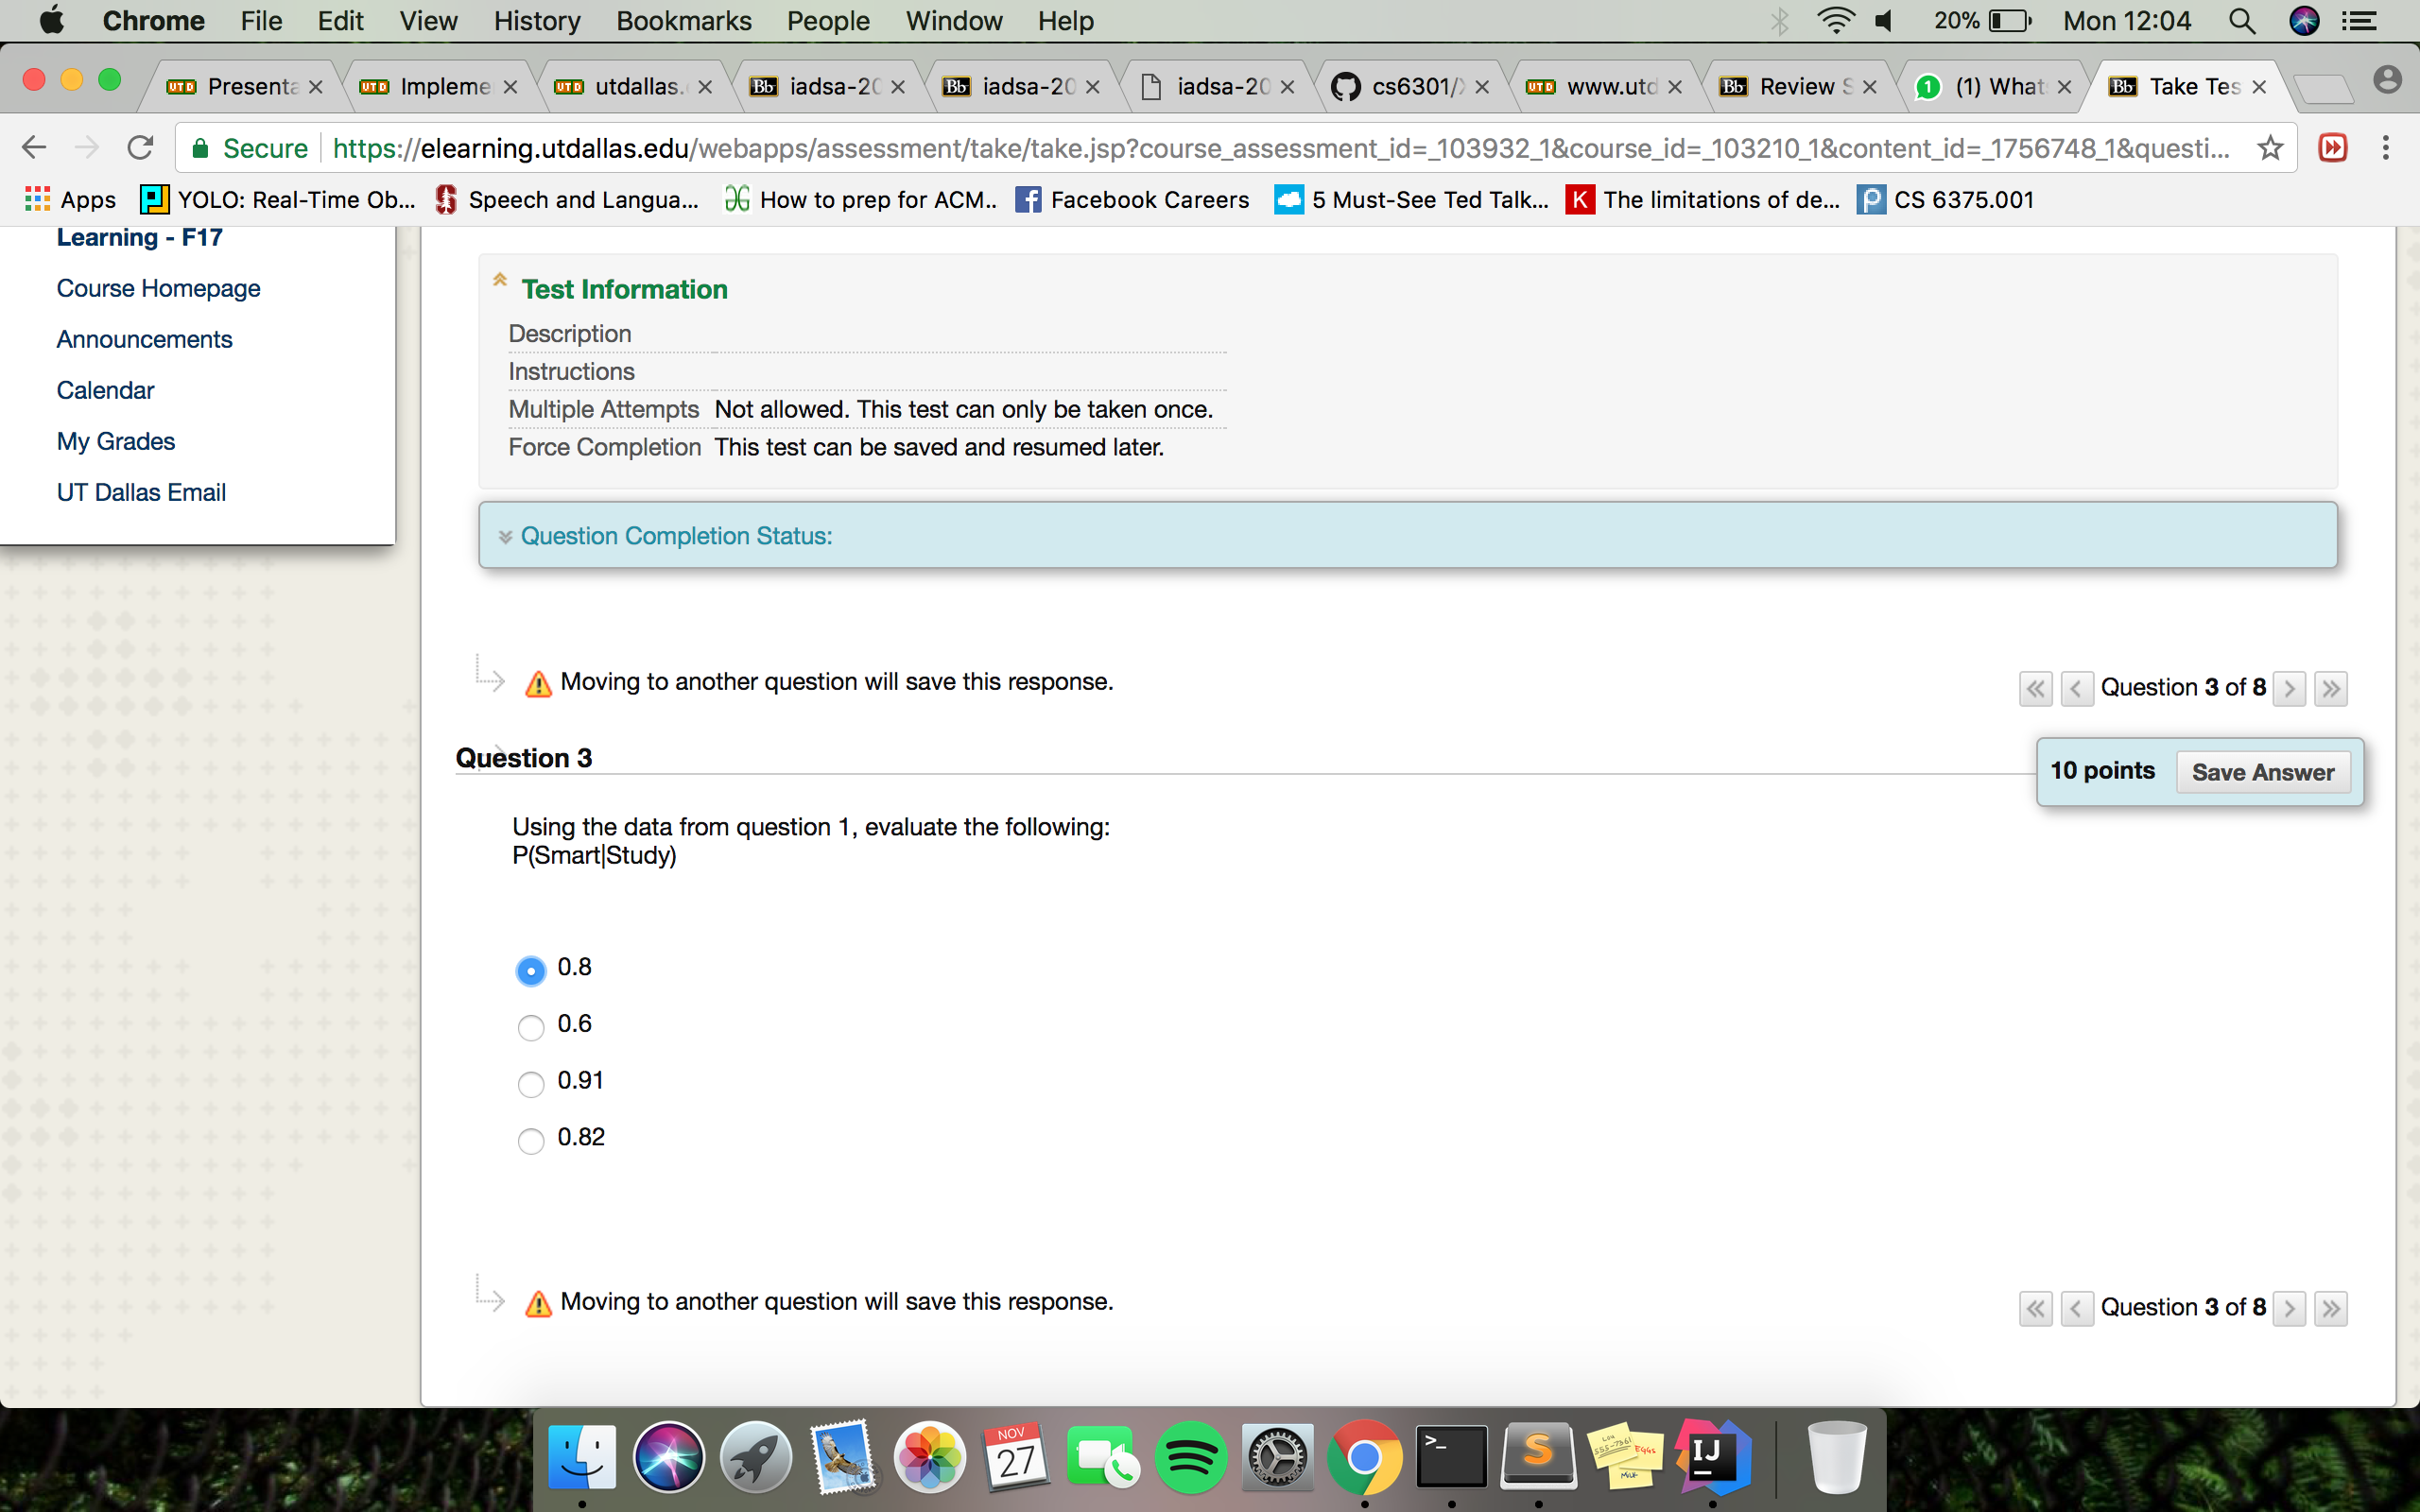 Chrome File Edit View History Bookmarks People Window Help 20% Mon 12:04
Presenta Impleme utdallas. iadsa-20 iadsa-20 iadsa-20 cs6301/ www.utd Review S (1) What Take Tes
Secure https://elearning.utdallas.edu/webapps/assessment/take/take.jsp?course_assessment_id=_103932_1&course_id=_103210_1&content_id=_1756748_1&questi...
Apps YOLO: Real-Time Ob... Speech and Langua... How to prep for ACM.. Facebook Careers 5 Must-See Ted Talk... K The limitations of de... CS 6375.001
Learning - F17
Course Homepage
Announcements
Calendar
My Grades
UT Dallas Email
Test Information
Description
Instructions
Multiple Attempts Not allowed. This test can only be taken once.
Force Completion This test can be saved and resumed later.
Question Completion Status:
Moving to another question will save this response.
Question 3 of 8
Question 3
10 points Save Answer
Using the data from question 1, evaluate the following:
P(Smart|Study)
0.8
0.6
0.91
0.82
Moving to another question will save this response.
Question 3 of 8
NOV
27
IJ